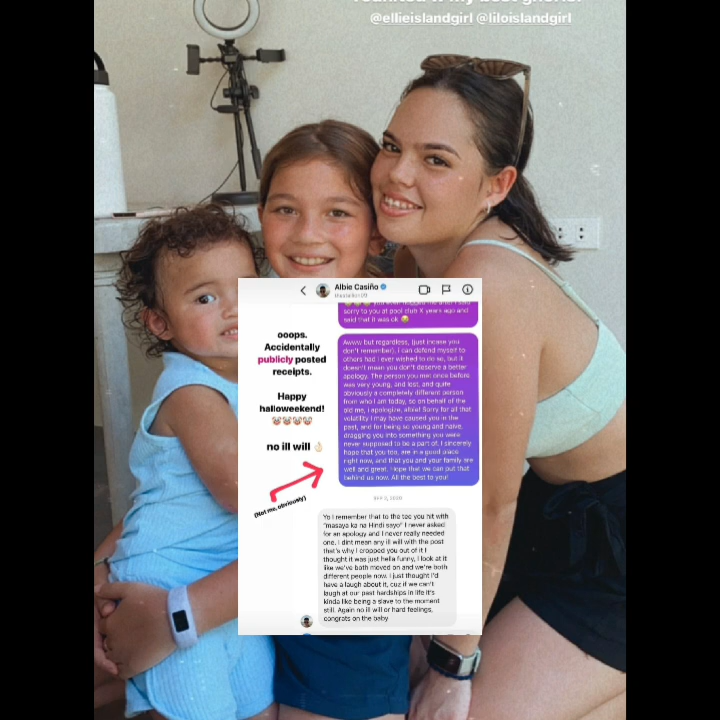 @ellieislandgirl @liloislandgirl
Albie Casiño
ooops.
Accidentally
publicly posted
receipts.
Happy
halloweekend!
🤡🤡🤡🤡
no ill will 👌🏻
(Not me, obviously)
sorry to you at pool club X years ago and
said that it was ok 😂
Awww but regardless, (just incase you
don't remember), I can defend myself to
others had I ever wished to do so, but it
doesn't mean you don't deserve a better
apology. The person you met once before
was very young, and lost, and quite
obviously a completely different person
from who I am today, so on behalf of the
old me, I apologize, albie! Sorry for all that
volatility I may have caused you in the
past, and for being so young and naive,
dragging you into something you were
never supposed to be a part of. I sincerely
hope that you too, are in a good place
right now, and that you and your family are
well and great. Hope that we can put that
behind us now. All the best to you!
SEP 2, 2020
Yo I remember that to the tee you hit with
"masaya ka na Hindi sayo" I never asked
for an apology and I never really needed
one. I dint mean any ill will with the post
that's why I cropped you out of it I
thought it was just hella funny, I look at it
like we've both moved on and we're both
different people now. I just thought I'd
have a laugh about it, cuz if we can't
laugh at our past hardships in life it's
kinda like being a slave to the moment
still. Again no ill will or hard feelings,
congrats on the baby